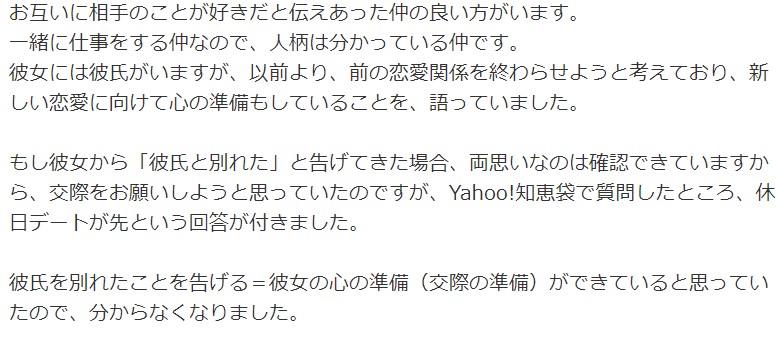 お互いに相手のことが好きだと伝えあった仲の良い方がいます。
一緒に仕事をする仲なので、人柄は分かっている仲です。
彼女には彼氏がいますが、以前より、前の恋愛関係を終わらせようと考えており、新
しい恋愛に向けて心の準備もしていることを、語っていました。
もし彼女から「彼氏と別れた」と告げてきた場合、両思いなのは確認できていますか
ら、交際をお願いしようと思っていたのですが、Yahoo!知恵袋で質問したところ、休
日デートが先という回答が付きました。
彼氏を別れたことを告げる＝彼女の心の準備（交際の準備）ができていると思ってい
たので、分からなくなりました。